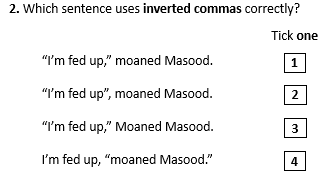 2. Which sentence uses inverted commas correctly?
Tick one
“I’m fed up,” moaned Masood. 1
“I’m fed up”, moaned Masood. 2
“I’m fed up,” Moaned Masood. 3
I’m fed up, “moaned Masood.” 4